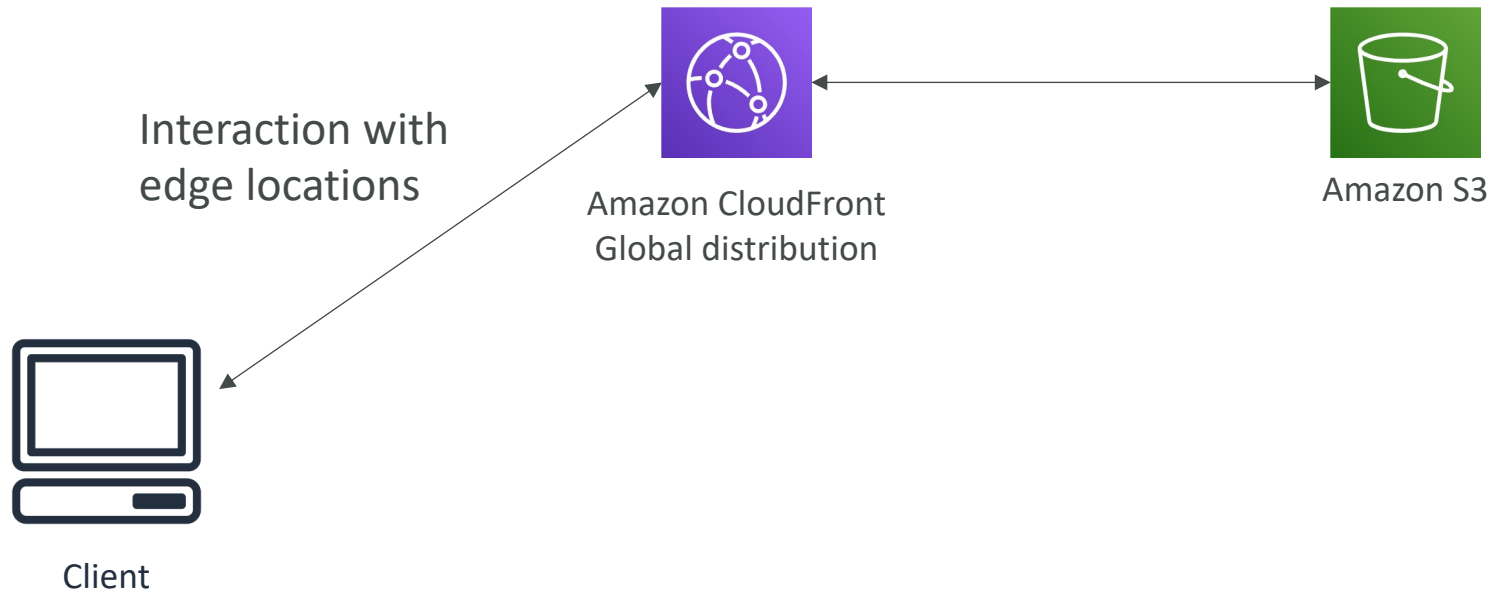 Interaction with
edge locations
Amazon CloudFront
Global distribution
Amazon S3
Client